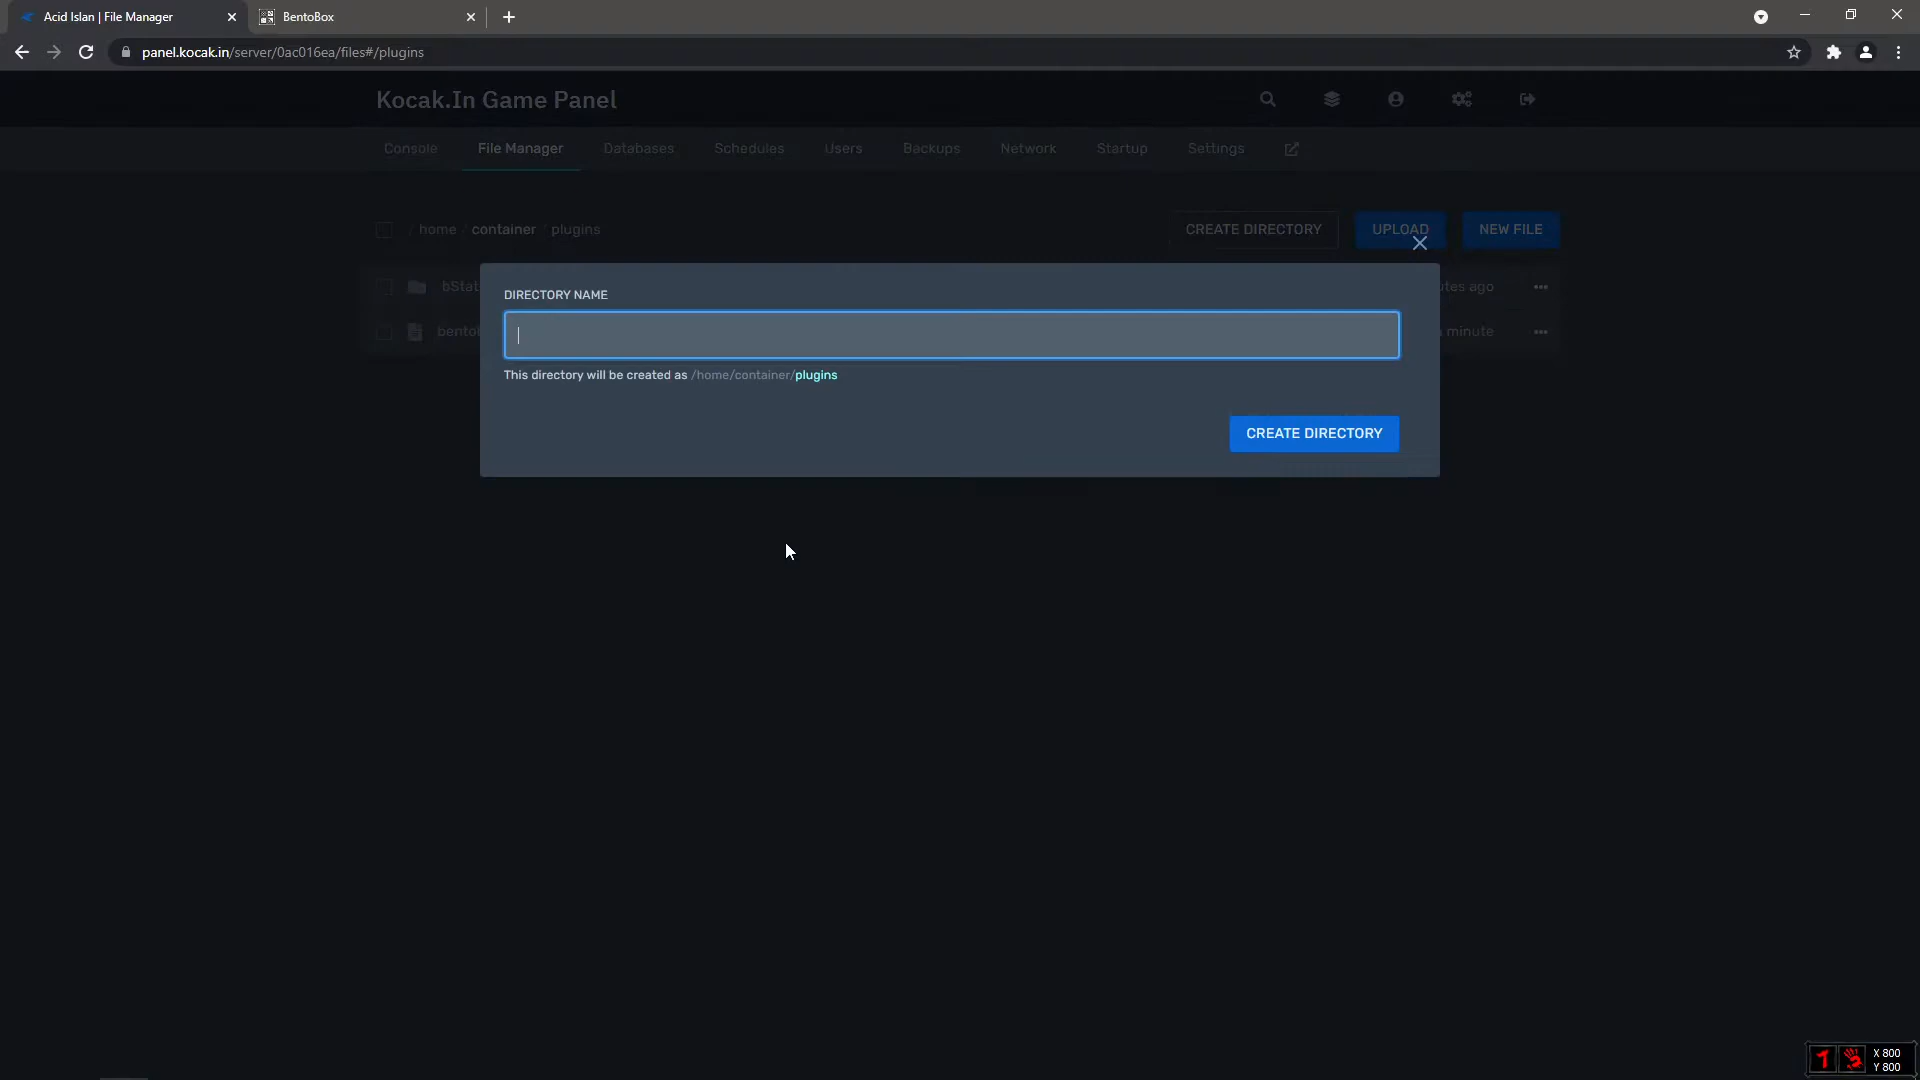 Acid Islan | File Manager
BentoBox
panel.kocak.in/server/0ac016ea/files#/plugins
Kocak.In Game Panel
Console File Manager Databases Schedules Users Backups Network Startup Settings
/ home / container / plugins
CREATE DIRECTORY UPLOAD NEW FILE
DIRECTORY NAME
This directory will be created as /home/container/plugins
CREATE DIRECTORY
ago
minute
X 800
Y 800